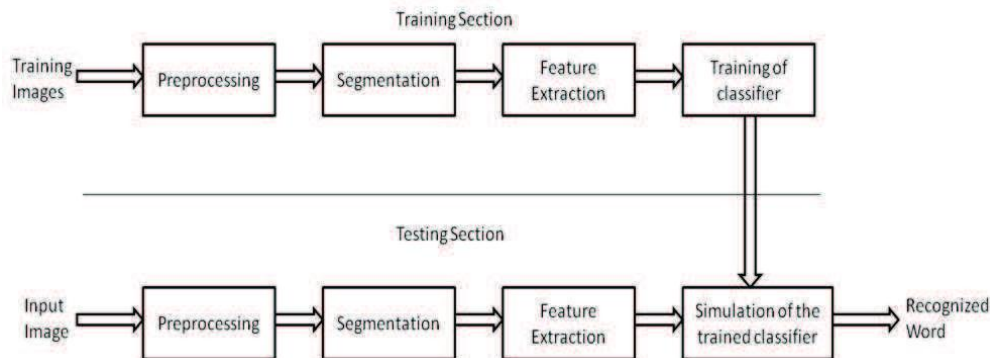 Training Section
Training
Images
Preprocessing
Segmentation
Feature
Extraction
Training of
classifier
Testing Section
Input
Image
Preprocessing
Segmentation
Feature
Extraction
Simulation of the
trained classifier
Recognized
Word